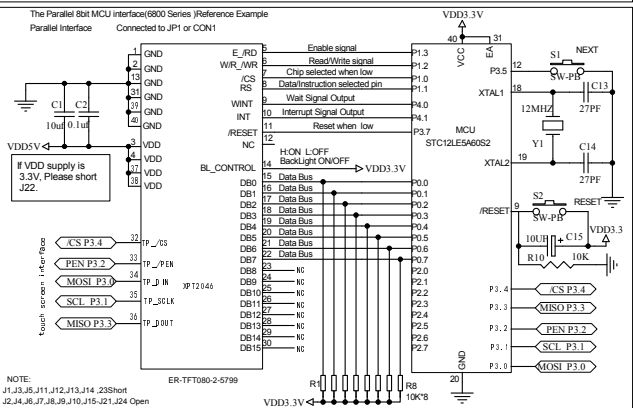 The Parallel 8bit MCU interface(6800 Series )Reference Example
Parallel Interface Connected to JP1 or CON1
VDD3.3V
1 GND
2 GND
13 GND
31 GND
39 GND
40 GND
C1 C2
10uf 0.1uf
VDD5V
3 VDD
4 VDD
37 VDD
38 VDD
If VDD supply is
3.3V, Please short
J22.
E_/RD 5 Enable signal P1.3
W/R_/WR 6 Read/Write signal P1.2
/CS 7 Chip selected when low P1.0
RS 8 Data/Instruction selected pin P1.1
WINT 9 Wait Signal Output P4.0
INT 10 Interrupt Signal Output P4.1
/RESET 11 Reset when low P3.7
NC 12
H:ON L:OFF
BL_CONTROL 14 BackLight ON/OFF VDD3.3V
DB0 15 Data Bus P0.0
DB1 16 Data Bus P0.1
DB2 17 Data Bus P0.2
DB3 18 Data Bus P0.3
DB4 19 Data Bus P0.4
DB5 20 Data Bus P0.5
DB6 21 Data Bus P0.6
DB7 22 Data Bus P0.7
DB8 23 NC P2.0
DB9 24 NC P2.1
DB10 25 NC P2.2
DB11 26 NC P2.3
DB12 27 NC P2.4
DB13 28 NC P2.5
DB14 29 NC P2.6
DB15 30 NC P2.7
touch screen interface
/CS P3.4 32 TP_/CS
PEN P3.2 33 TP_/PEN
MOSI P3.0 34 TP_DIN
SCL P3.1 35 TP_SCLK
MISO P3.3 36 TP_DOUT
XPT2046
ER-TFT080-2-5799
R1 R8
10K*8
VDD3.3V
40 VCC
31 EA
MCU
STC12LE5A60S2
20 GND
P3.5 12
S1 NEXT
SW-PB
XTAL1 18
12MHZ
Y1
C13
27PF
XTAL2 19
C14
27PF
/RESET 9
S2 RESET
SW-PB
VDD3.3
10UF + C15
R10 10K
P3.4 /CS P3.4
P3.3 MISO P3.3
P3.2 PEN P3.2
P3.1 SCL P3.1
P3.0 MOSI P3.0
NOTE:
J1,J3,J5,J11,J12,J13,J14 ,23Short
J2,J4,J6,J7,J8,J9,J10,J15-J21,J24 Open